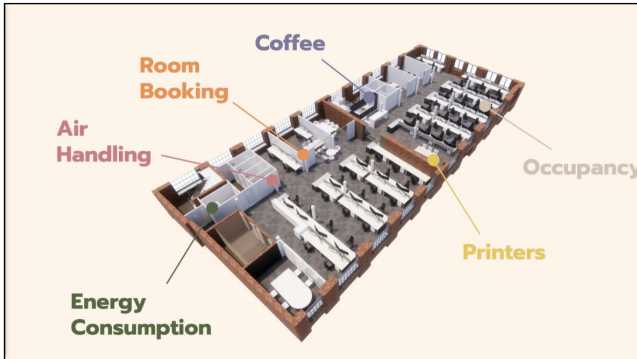 Coffee
Room
Booking
Air
Handling
Occupancy
Printers
Energy
Consumption